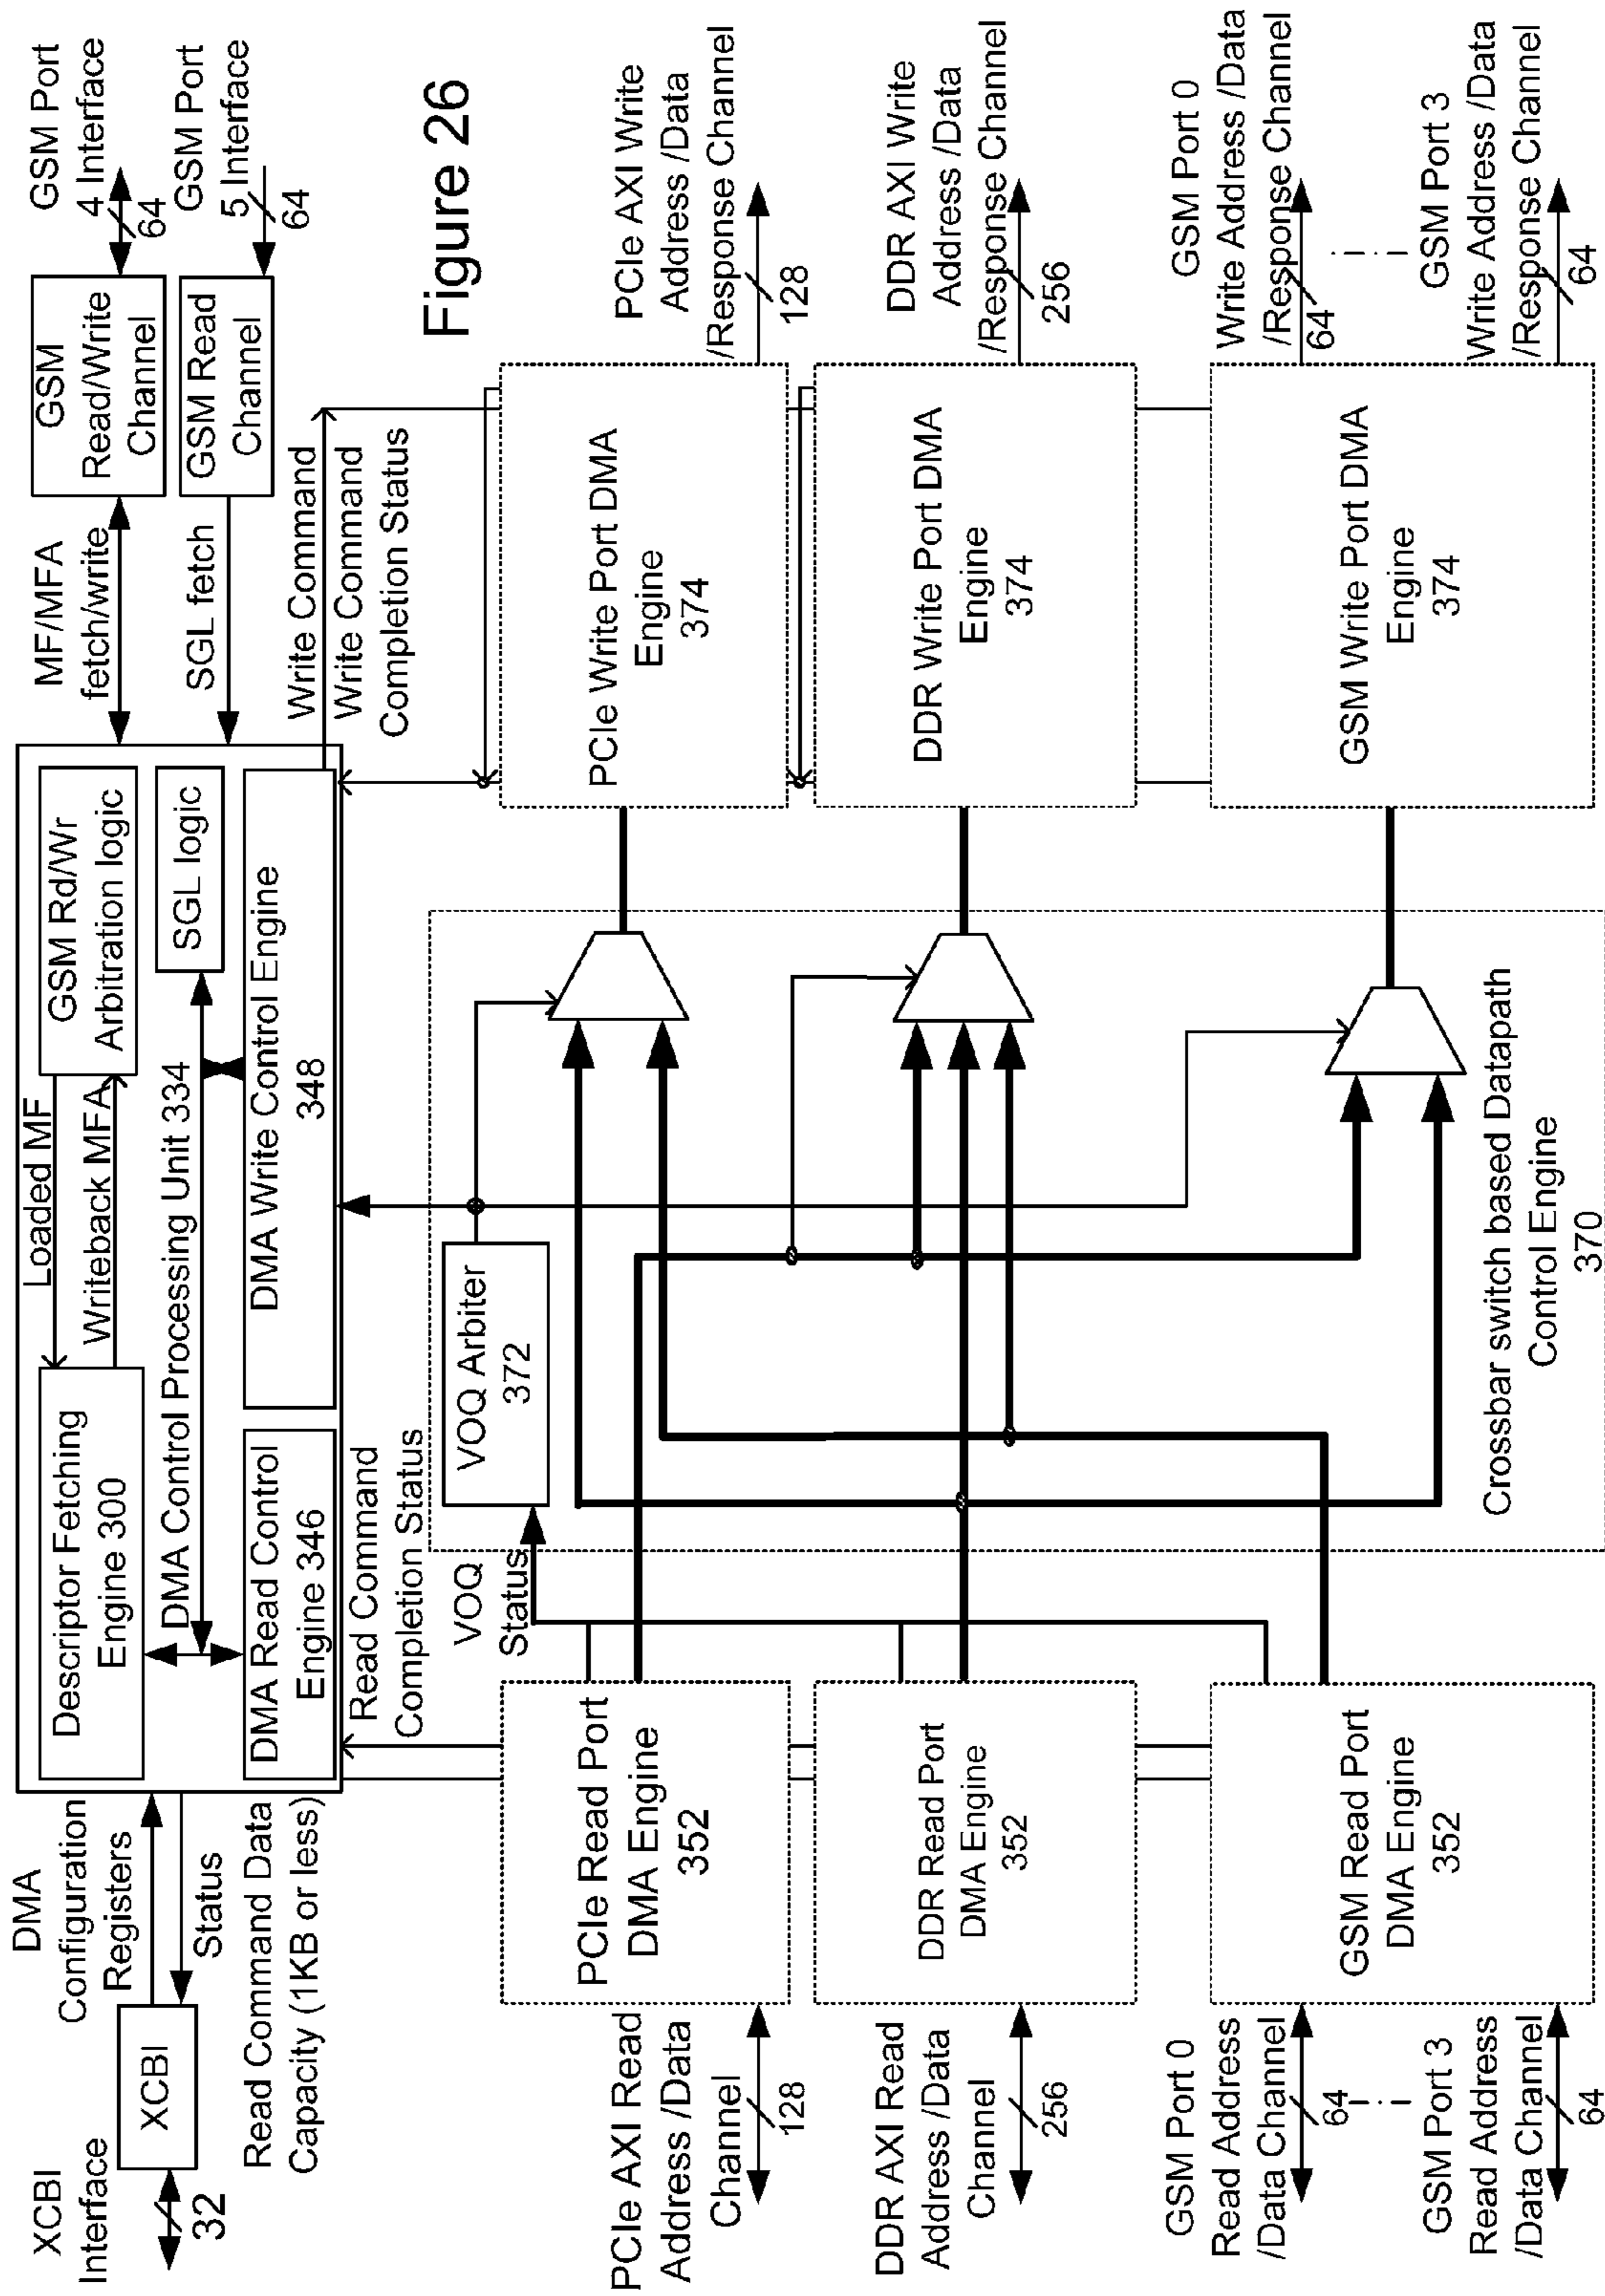 Figure 26
XCBI
Interface
32
XCBI
DMA
Configuration
Registers
Status
Descriptor Fetching
Engine 300
Loaded MF
Writeback MFA
GSM Rd/Wr
Arbitration logic
DMA Control Processing Unit 334
SGL logic
DMA Read Control
Engine 346
DMA Write Control Engine
348
MF/MFA
fetch/write
SGL fetch
GSM
Read/Write
Channel
GSM Read
Channel
GSM Port
4 Interface
64
GSM Port
5 Interface
64
Read Command Data
Capacity (1KB or less)
Read Command
Completion Status
Write Command
Write Command
Completion Status
VOQ
Status
VOQ Arbiter
372
PCIe AXI Read
Address /Data
Channel
128
PCIe Read Port
DMA Engine
352
PCIe Write Port DMA
Engine
374
PCIe AXI Write
Address /Data
/Response Channel
128
DDR AXI Read
Address /Data
Channel
256
DDR Read Port
DMA Engine
352
DDR Write Port DMA
Engine
374
DDR AXI Write
Address /Data
/Response Channel
256
GSM Port 0
Read Address
/Data Channel
64
GSM Port 3
Read Address
/Data Channel
64
GSM Read Port
DMA Engine
352
GSM Write Port DMA
Engine
374
GSM Port 0
Write Address /Data
/Response Channel
64
GSM Port 3
Write Address /Data
/Response Channel
64
Crossbar switch based Datapath
Control Engine
370